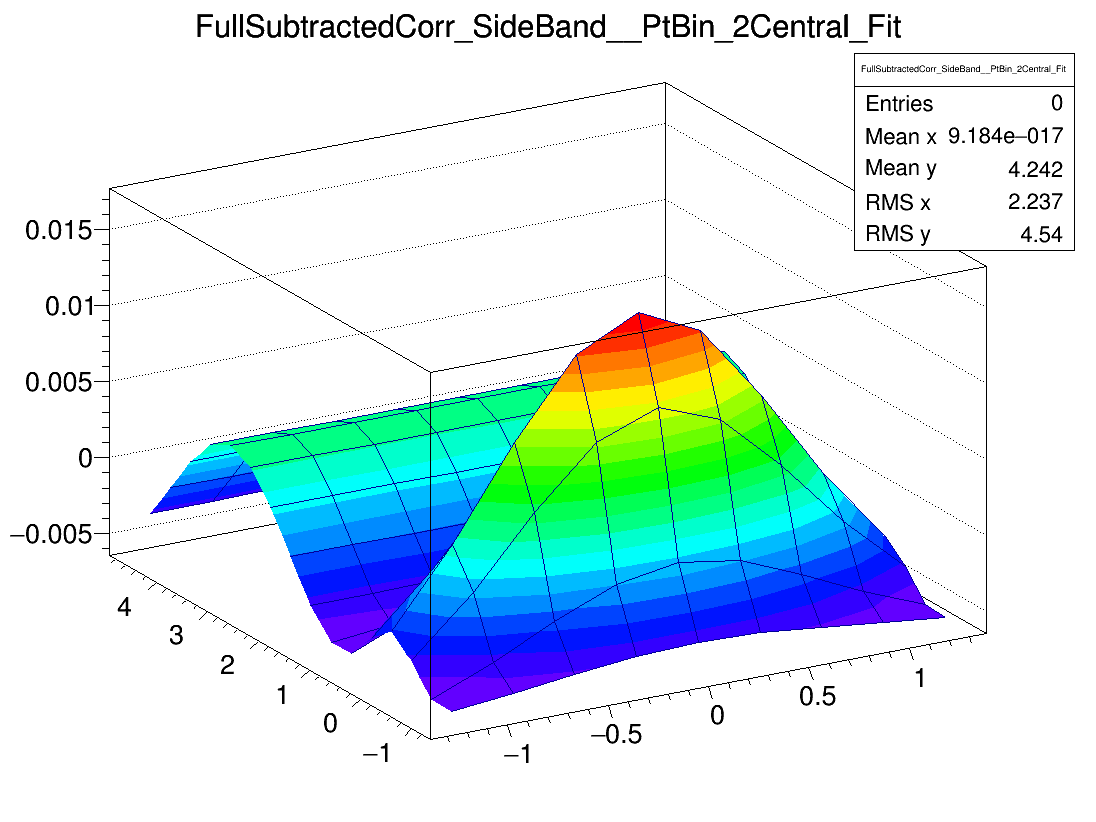 FullSubtractedCorr_SideBand__PtBin_2Central_Fit
FullSubtractedCorr_SideBand__PtBin_2Central_Fit
Entries 0
Mean x 9.184e−017
Mean y 4.242
RMS x 2.237
RMS y 4.54
0.015
0.01
0.005
0
−0.005
4
3
2
1
0
−1
−1
−0.5
0
0.5
1